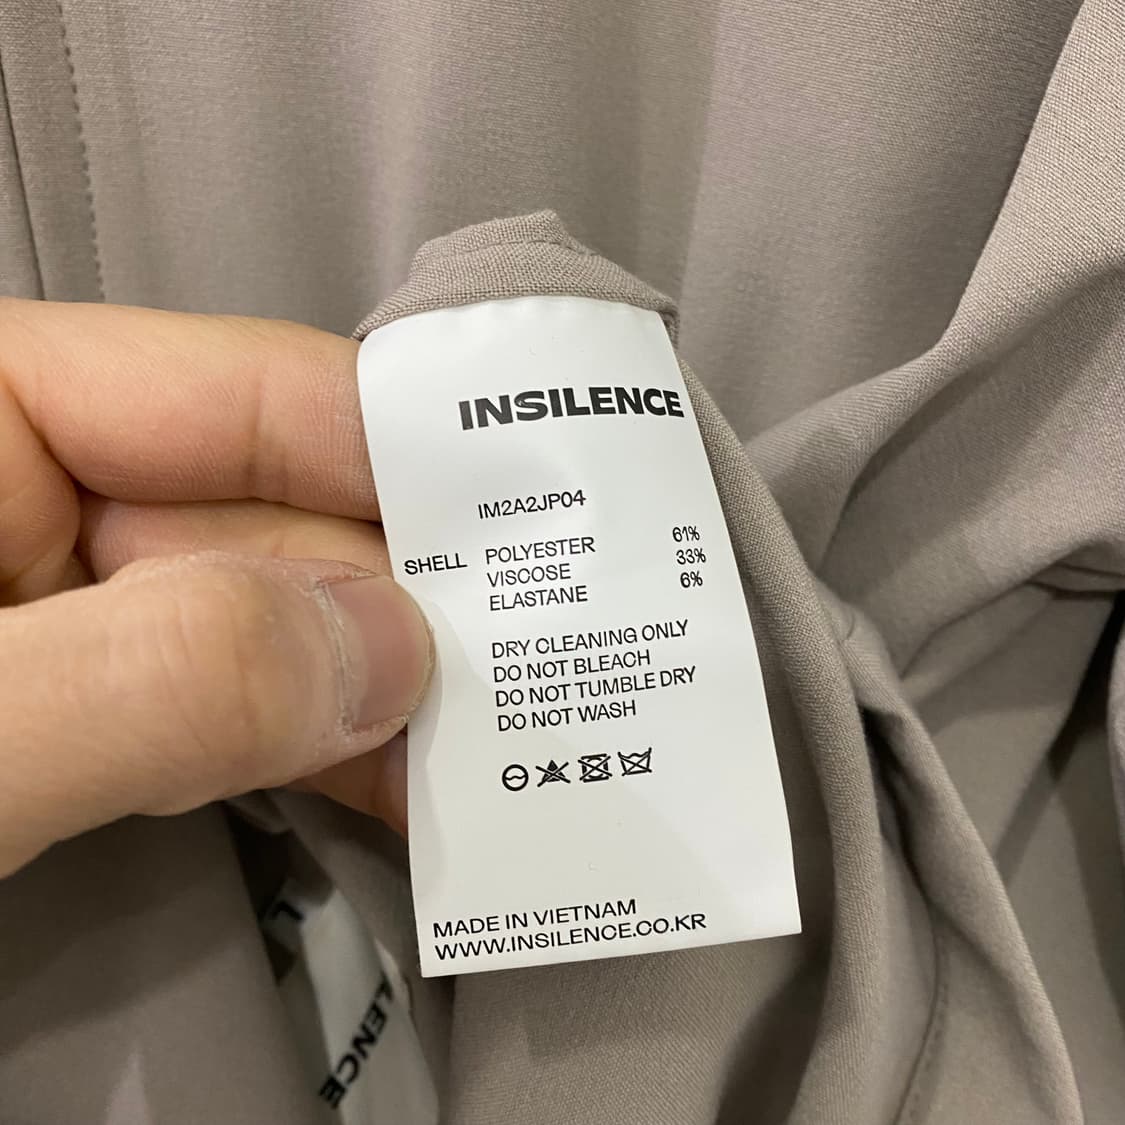 INSILENCE
IM2A2JP04
SHELL POLYESTER 61%
VISCOSE 33%
ELASTANE 6%
DRY CLEANING ONLY
DO NOT BLEACH
DO NOT TUMBLE DRY
DO NOT WASH
MADE IN VIETNAM
WWW.INSILENCE.CO.KR
LENCE